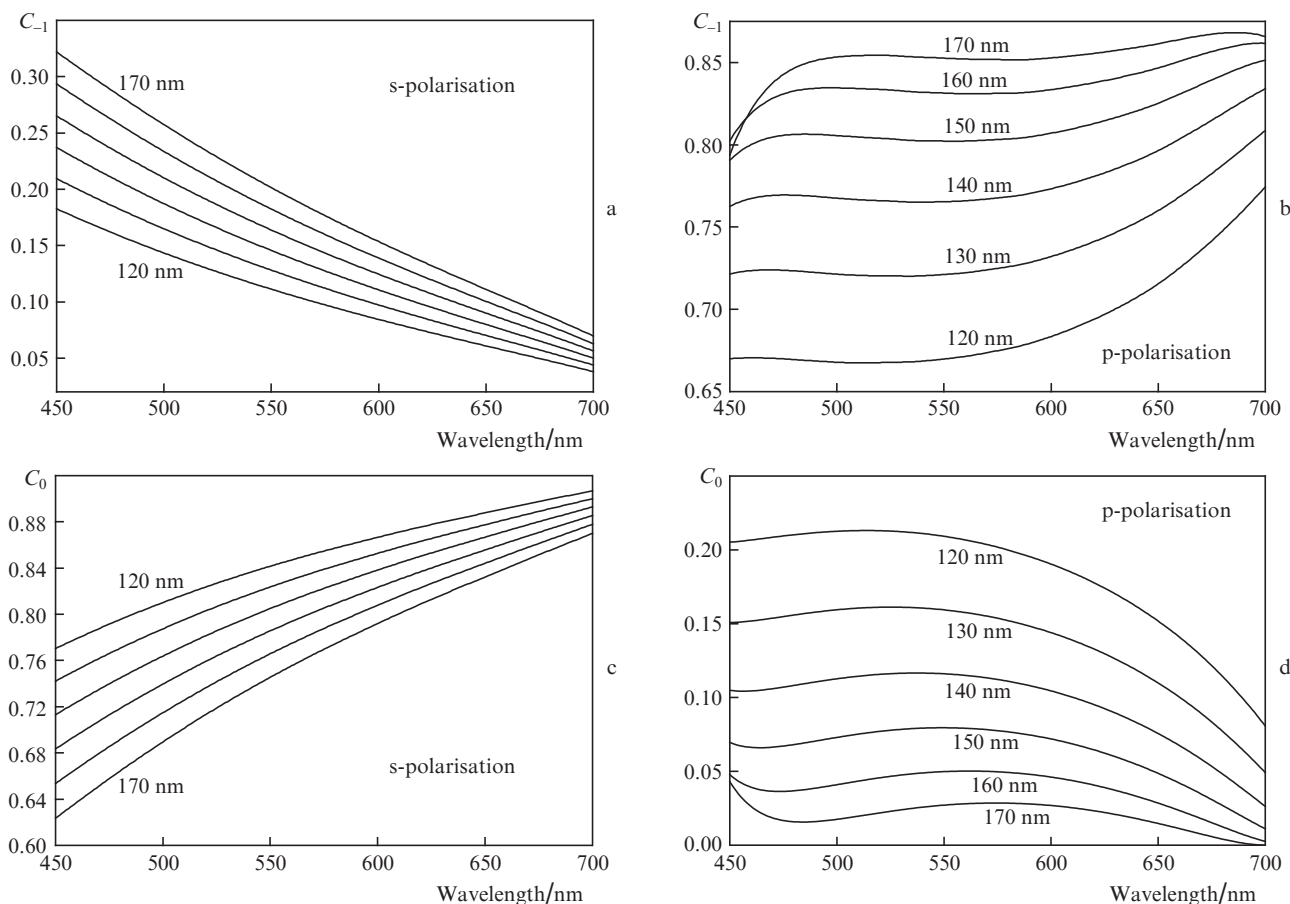 C₋₁
0.30
0.25
0.20
0.15
0.10
0.05
170 nm
s-polarisation
120 nm
450 500 550 600 650 700
Wavelength/nm
a
C₋₁
0.85
0.80
0.75
0.70
0.65
170 nm
160 nm
150 nm
140 nm
130 nm
120 nm
p-polarisation
450 500 550 600 650 700
Wavelength/nm
b
C₀
0.88
0.84
0.80
0.76
0.72
0.68
0.64
0.60
120 nm
170 nm
s-polarisation
450 500 550 600 650 700
Wavelength/nm
c
C₀
0.20
0.15
0.10
0.05
0.00
p-polarisation
120 nm
130 nm
140 nm
150 nm
160 nm
170 nm
450 500 550 600 650 700
Wavelength/nm
d